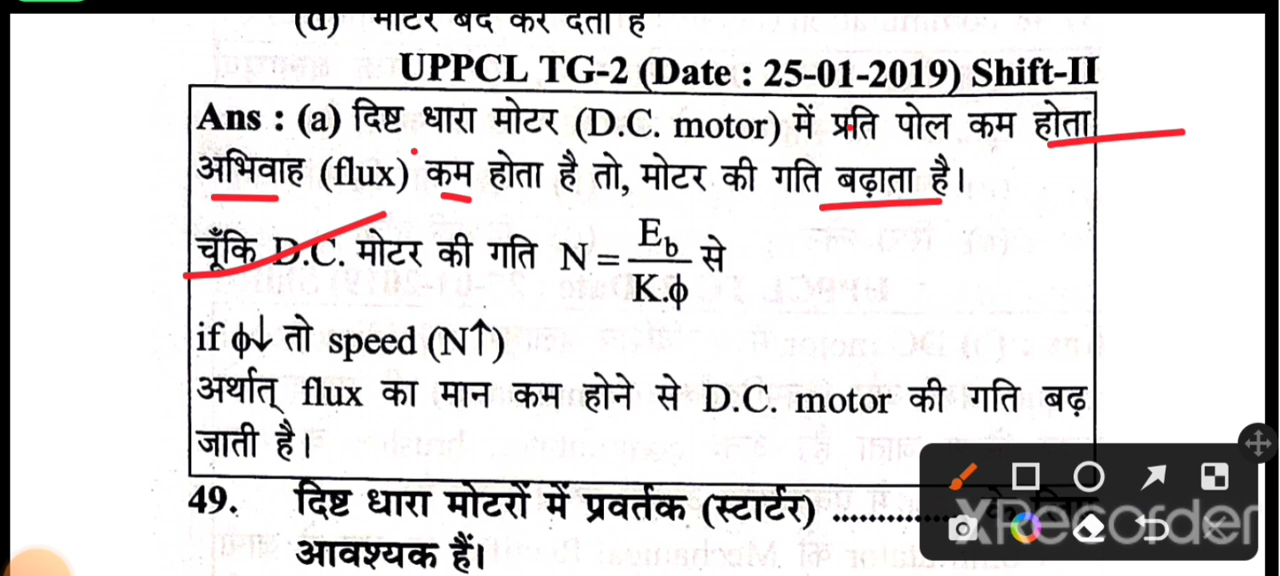 (d) मोटर बंद कर देता है
UPPCL TG-2 (Date : 25-01-2019) Shift-II
Ans : (a) दिष्ट धारा मोटर (D.C. motor) में प्रति पोल कम होता
अभिवाह (flux) कम होता है तो, मोटर की गति बढ़ाता है।
चूँकि D.C. मोटर की गति N = E_b / K.ϕ से
if ϕ↓ तो speed (N↑)
अर्थात् flux का मान कम होने से D.C. motor की गति बढ़
जाती है।
49. दिष्ट धारा मोटरों में प्रवर्तक (स्टार्टर) .............. के लिए
आवश्यक हैं।
XRecorder